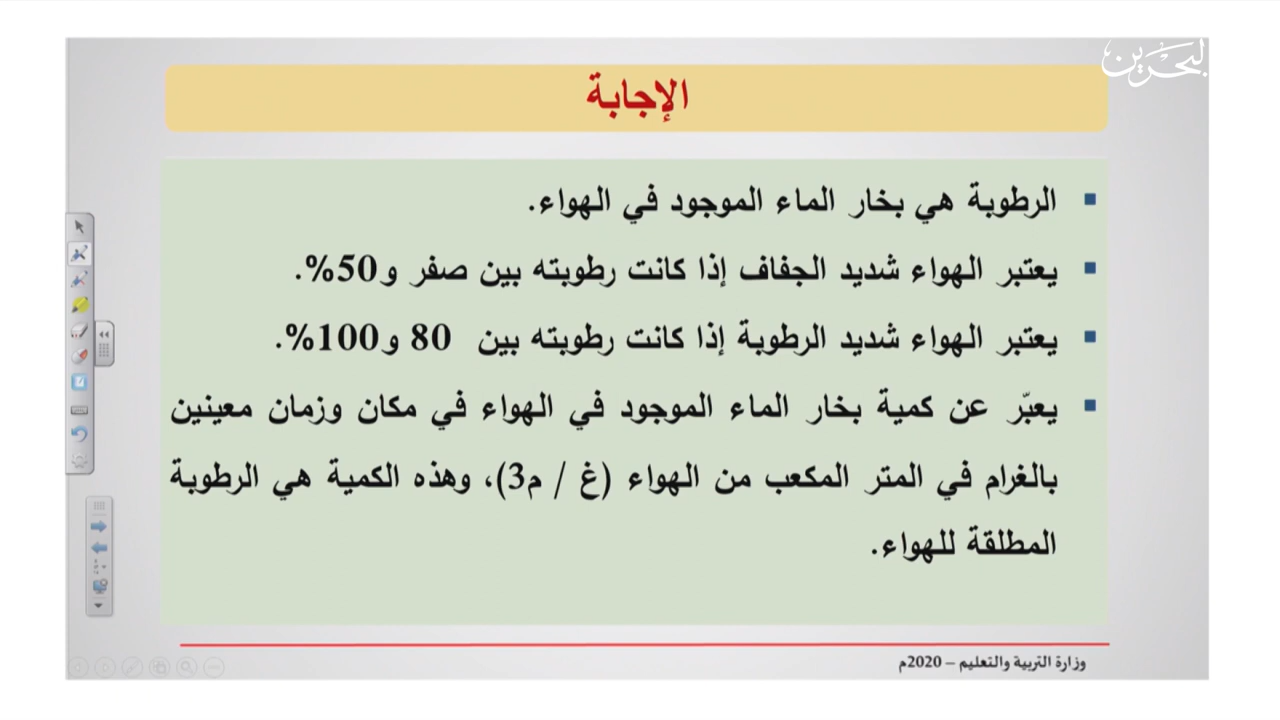 البحرين
الإجابة
▪ الرطوبة هي بخار الماء الموجود في الهواء.
▪ يعتبر الهواء شديد الجفاف إذا كانت رطوبته بين صفر و50%.
▪ يعتبر الهواء شديد الرطوبة إذا كانت رطوبته بين 80 و100%.
▪ يعبّر عن كمية بخار الماء الموجود في الهواء في مكان وزمان معينين
بالغرام في المتر المكعب من الهواء (غ / م3)، وهذه الكمية هي الرطوبة
المطلقة للهواء.
وزارة التربية والتعليم – 2020م